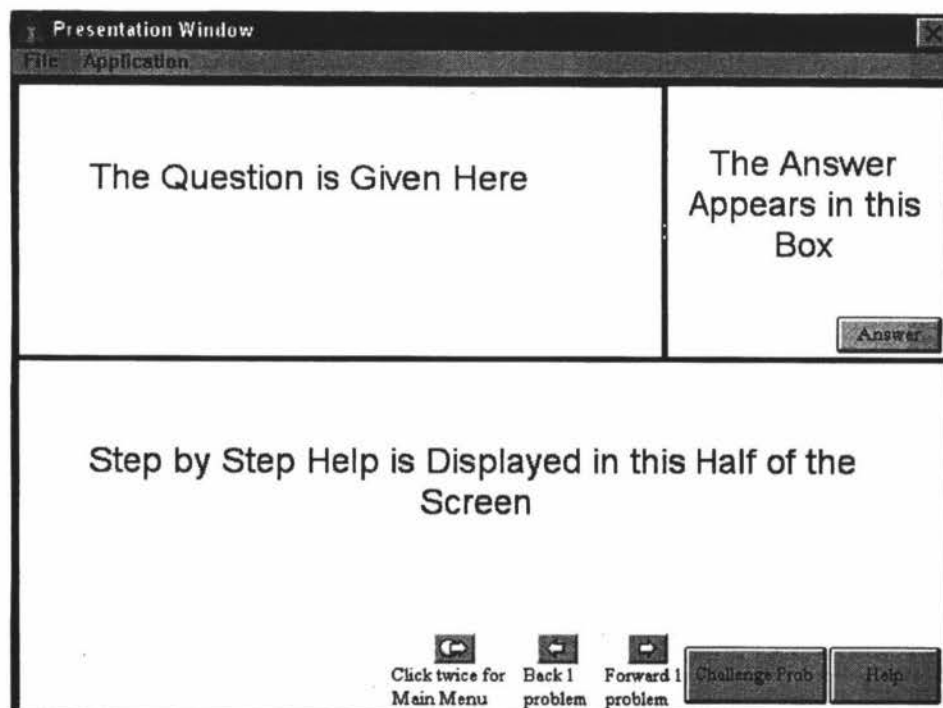 Presentation Window
File Application
The Question is Given Here
The Answer
Appears in this
Box
Answer
Step by Step Help is Displayed in this Half of the
Screen
Click twice for
Main Menu
Back 1
problem
Forward 1
problem
Challenge Prob
Help